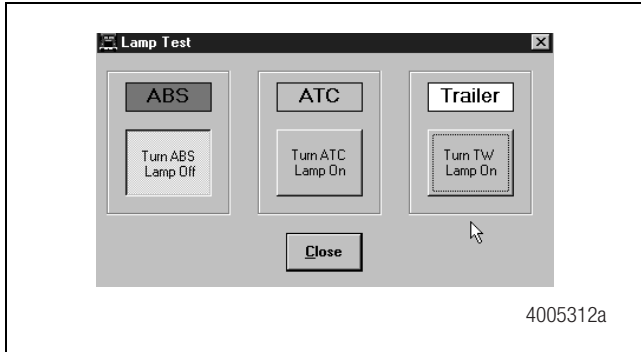 Lamp Test
ABS
ATC
Trailer
Turn ABS
Lamp Off
Turn ATC
Lamp On
Turn TW
Lamp On
Close
4005312a